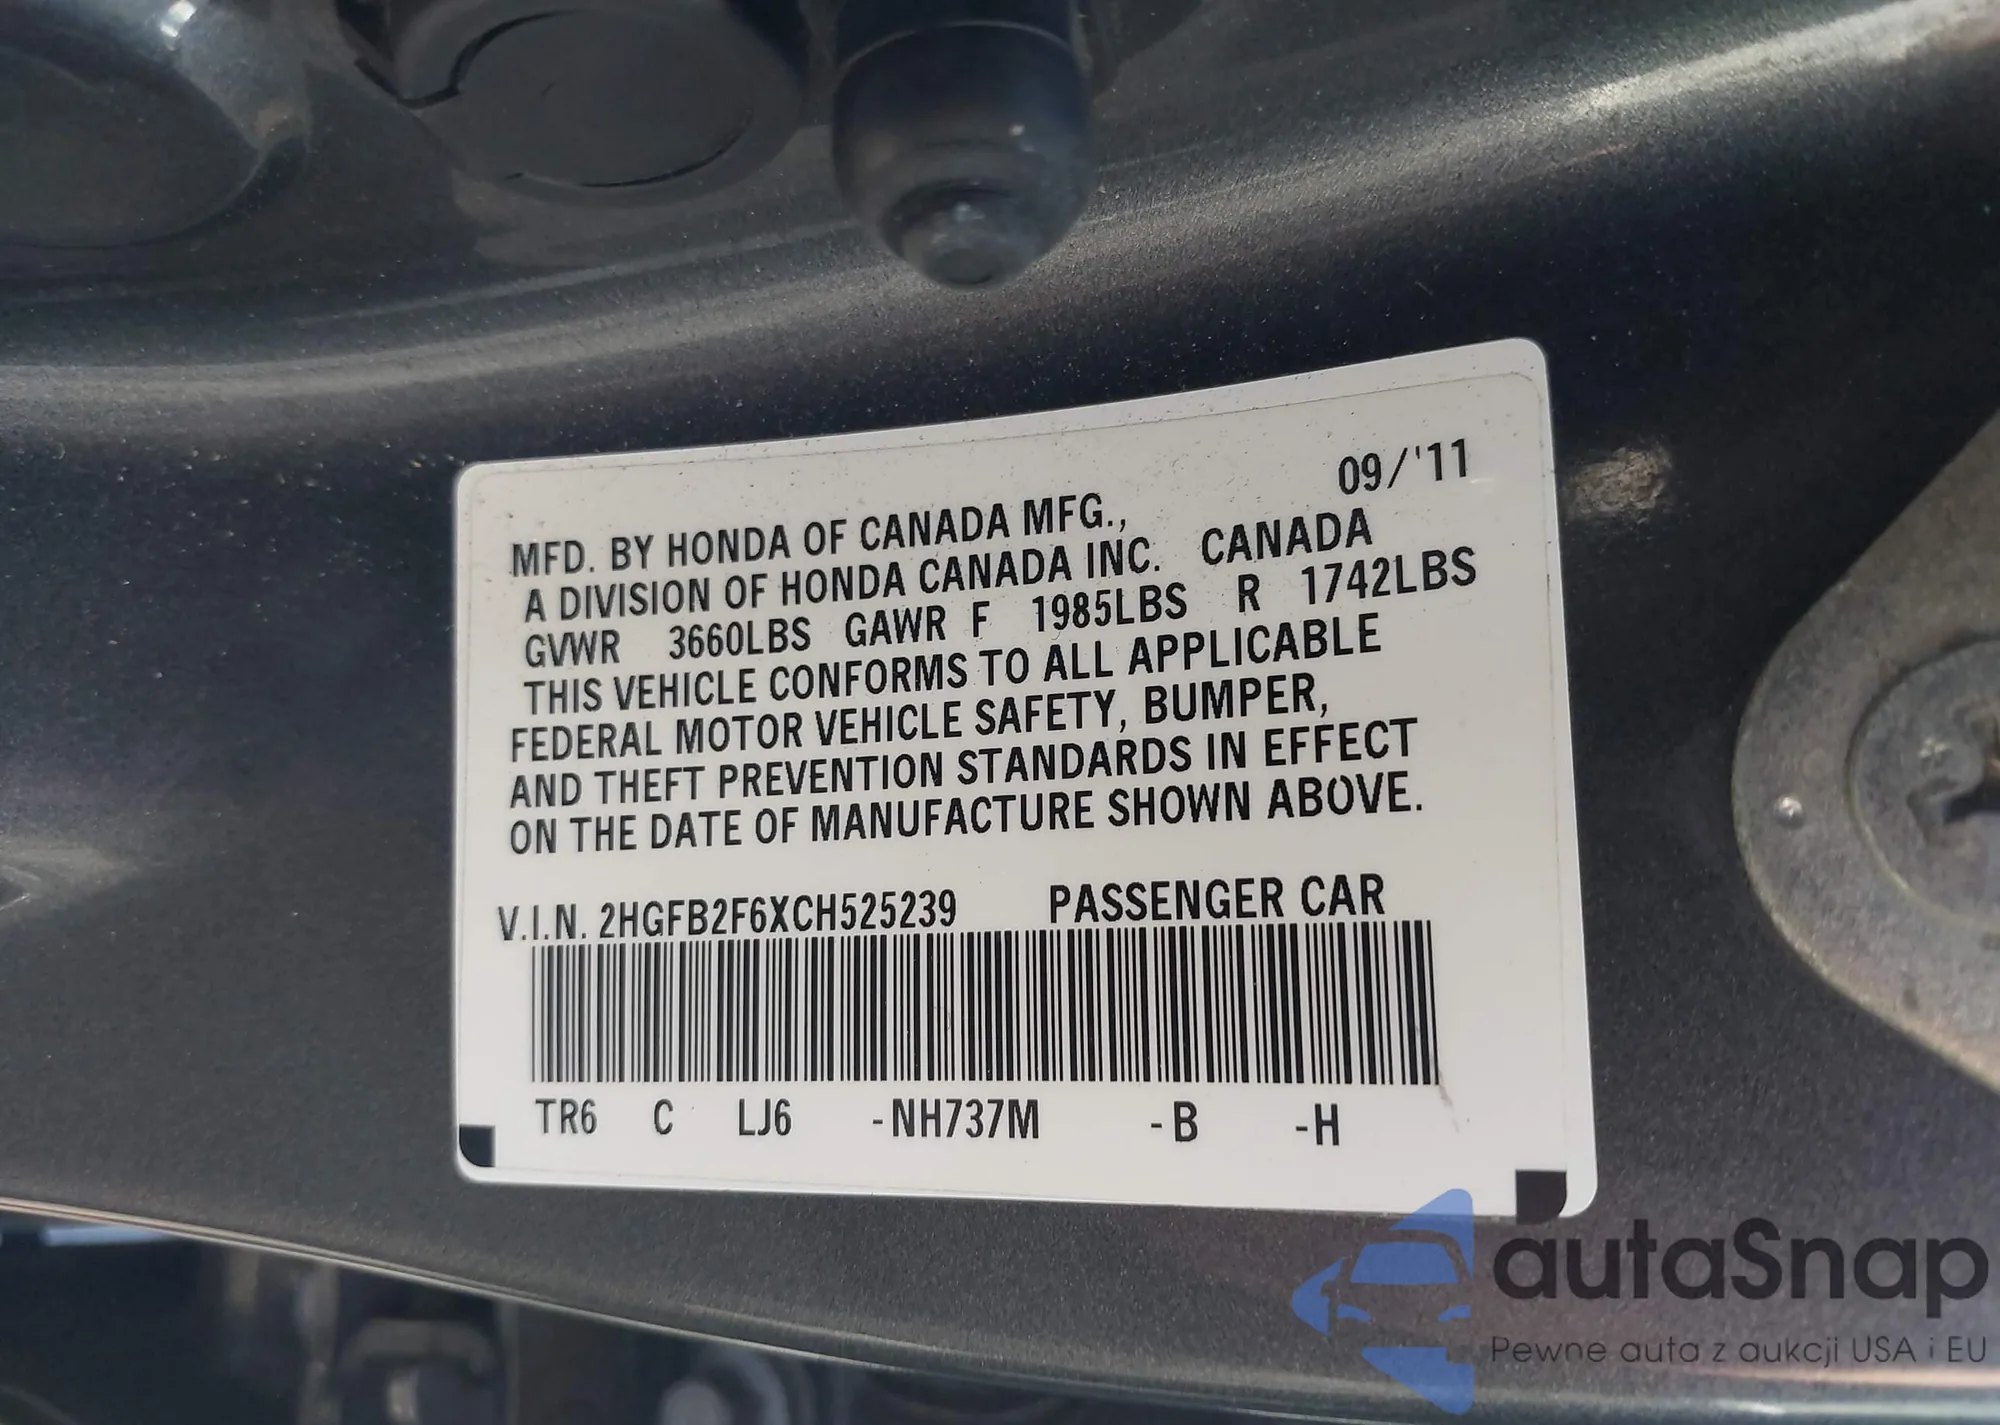 09/'11
MFD. BY HONDA OF CANADA MFG.,
A DIVISION OF HONDA CANADA INC. CANADA
GVWR 3660LBS GAWR F 1985LBS R 1742LBS
THIS VEHICLE CONFORMS TO ALL APPLICABLE
FEDERAL MOTOR VEHICLE SAFETY, BUMPER,
AND THEFT PREVENTION STANDARDS IN EFFECT
ON THE DATE OF MANUFACTURE SHOWN ABOVE.
V.I.N. 2HGFB2F6XCH525239 PASSENGER CAR
TR6 C LJ6 -NH737M -B -H
autaSnap
Pewne auta z aukcji USA i EU